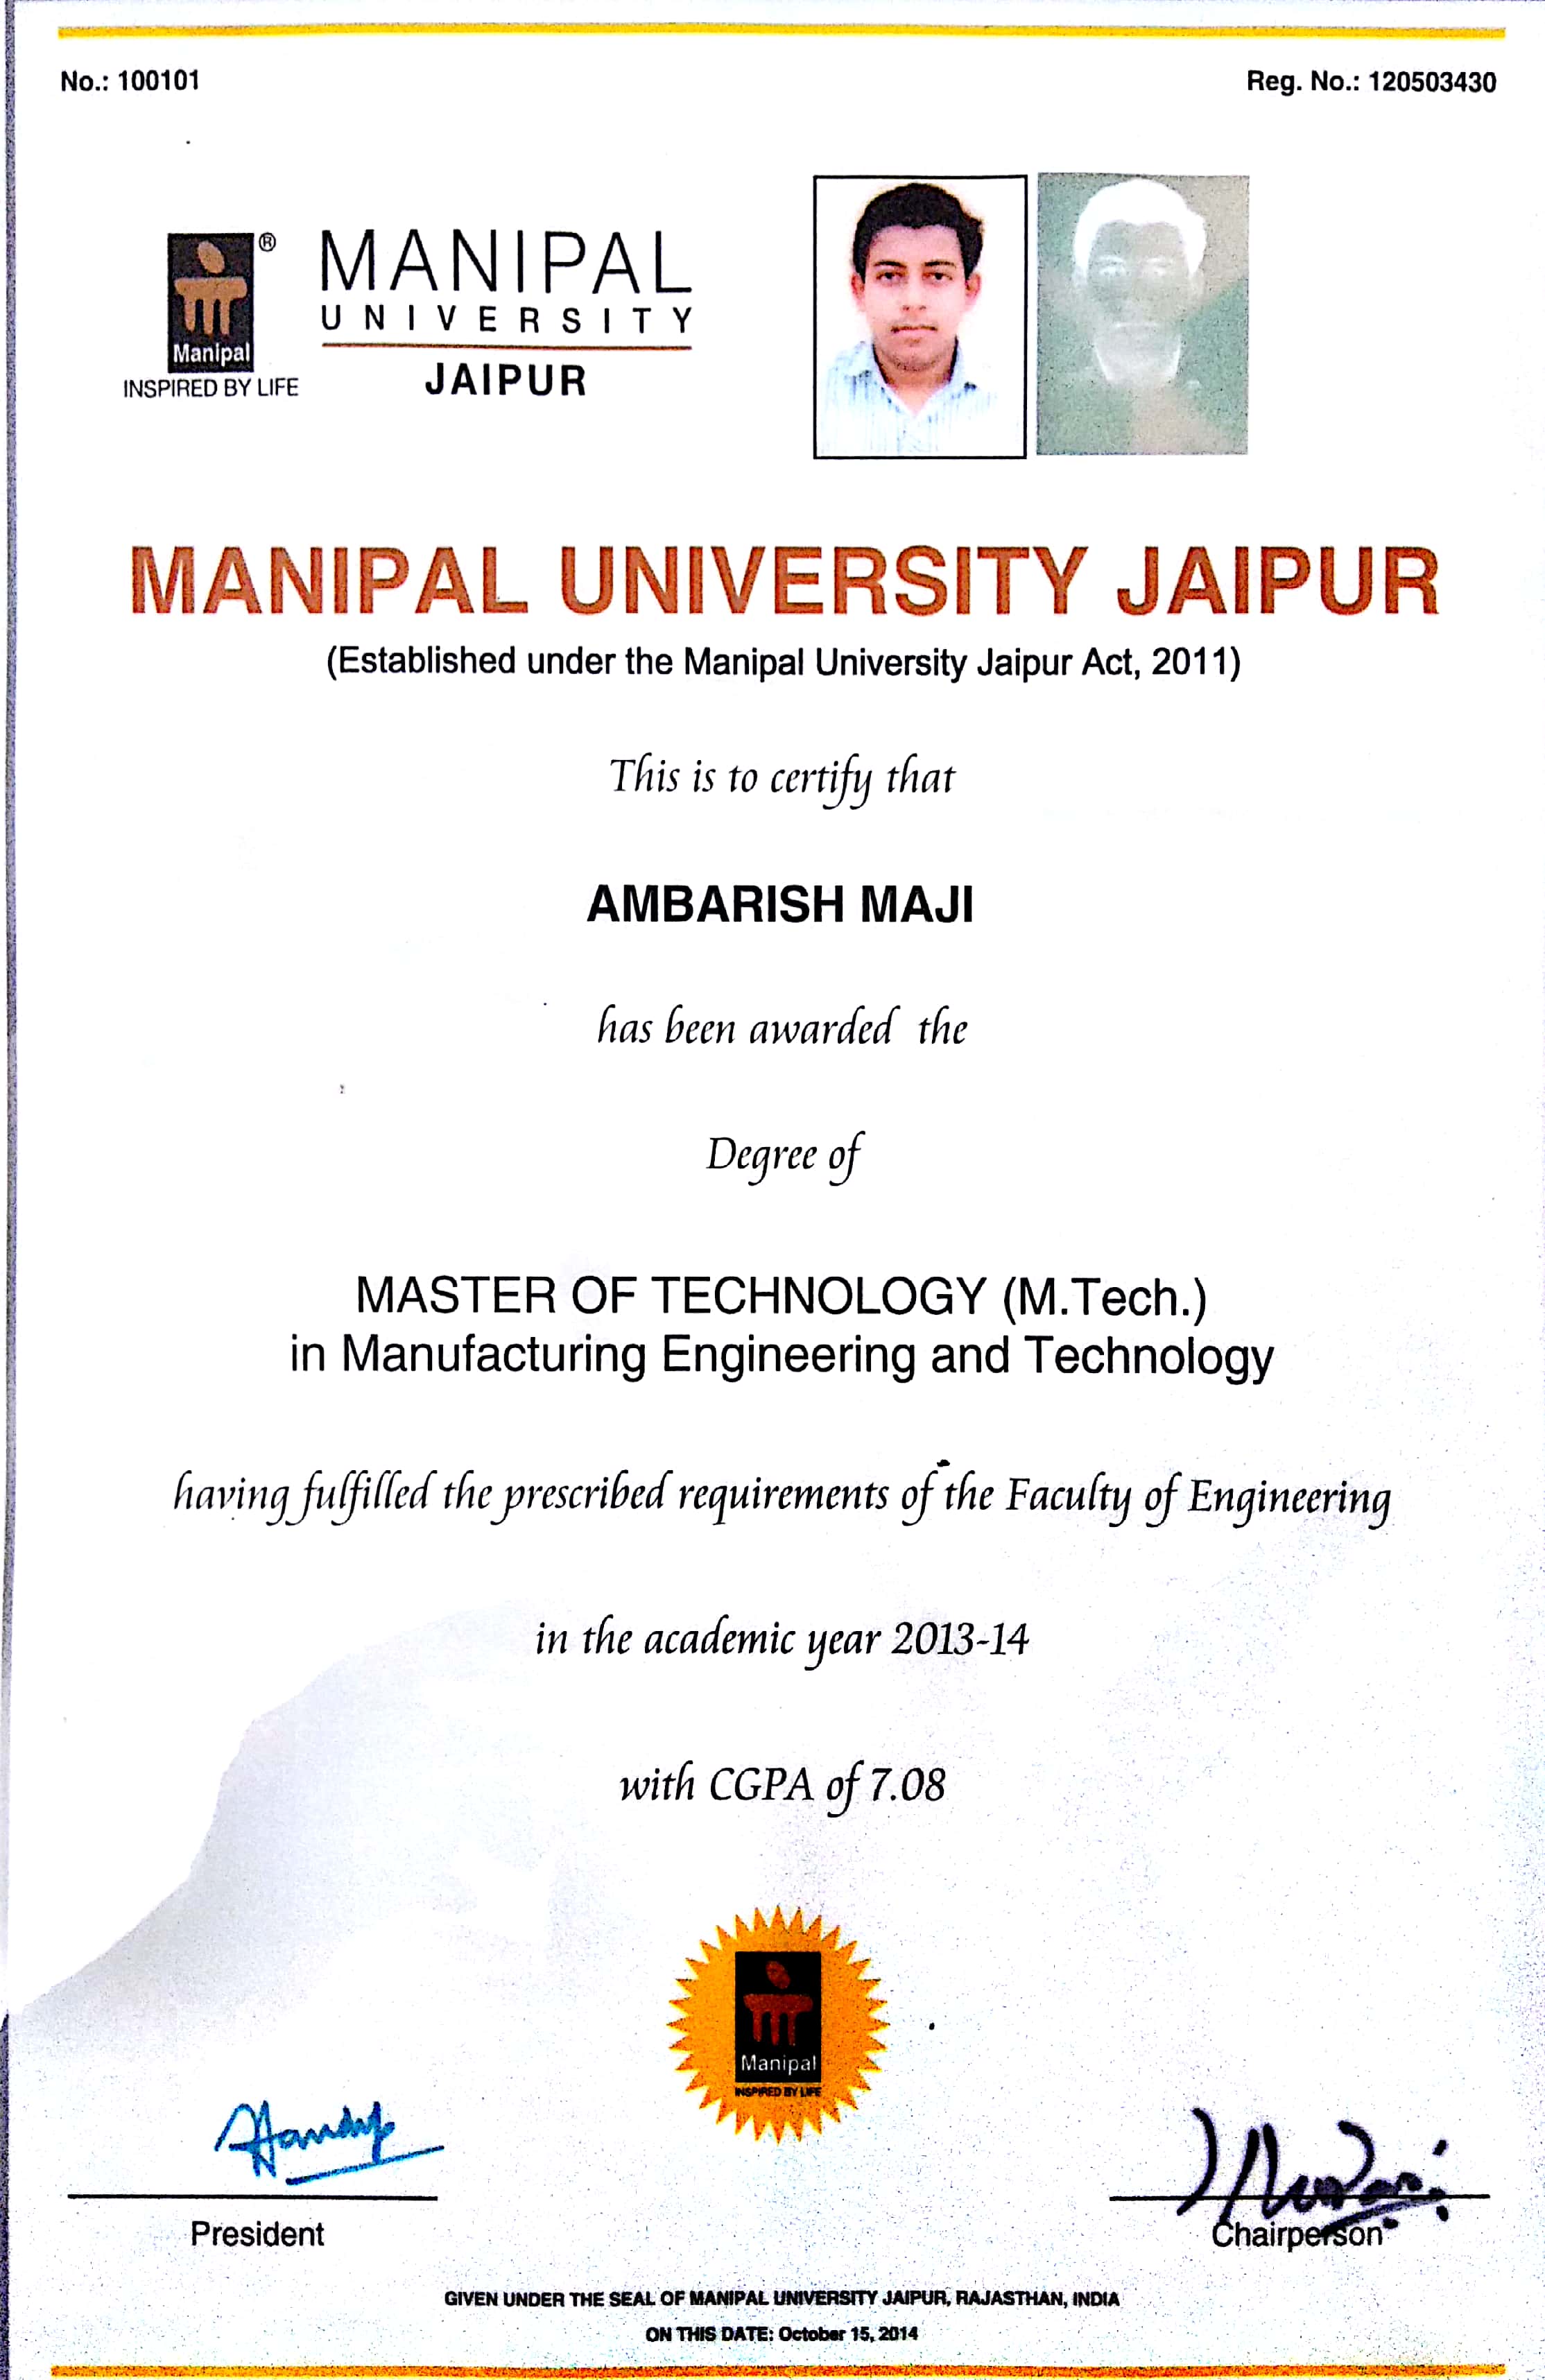 No.: 100101
Reg. No.: 120503430
Manipal
INSPIRED BY LIFE
®
MANIPAL
UNIVERSITY
JAIPUR
MANIPAL UNIVERSITY JAIPUR
(Established under the Manipal University Jaipur Act, 2011)
This is to certify that
AMBARISH MAJI
has been awarded the
Degree of
MASTER OF TECHNOLOGY (M.Tech.)
in Manufacturing Engineering and Technology
having fulfilled the prescribed requirements of the Faculty of Engineering
in the academic year 2013-14
with CGPA of 7.08
Manipal
INSPIRED BY LIFE
President
Chairperson
GIVEN UNDER THE SEAL OF MANIPAL UNIVERSITY JAIPUR, RAJASTHAN, INDIA
ON THIS DATE: October 15, 2014